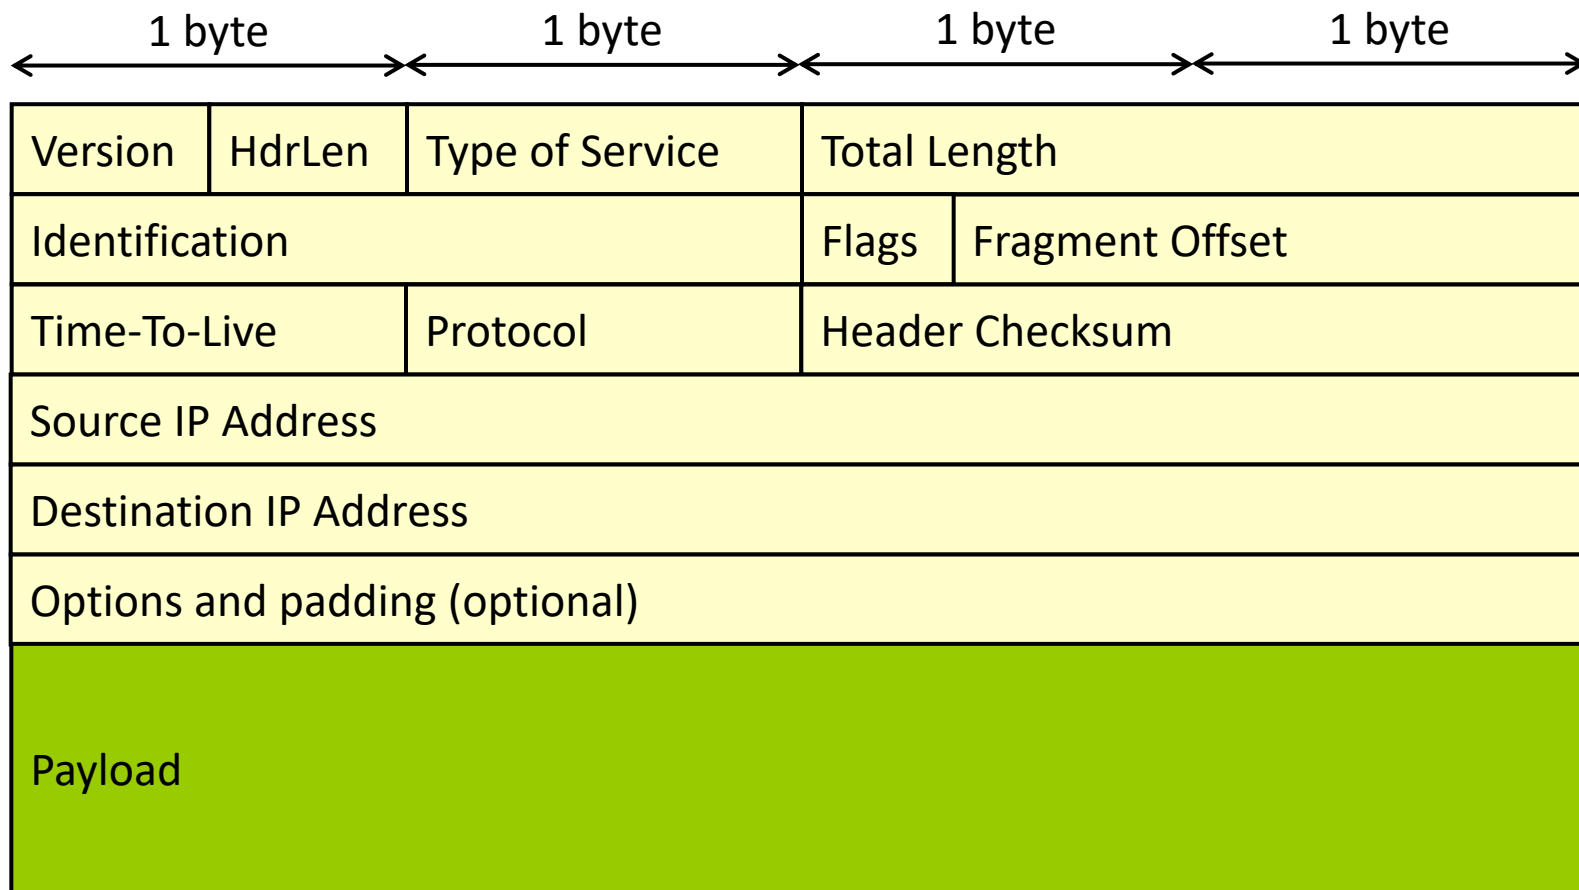 1 byte 1 byte 1 byte 1 byte
Version HdrLen Type of Service Total Length
Identification Flags Fragment Offset
Time-To-Live Protocol Header Checksum
Source IP Address
Destination IP Address
Options and padding (optional)
Payload